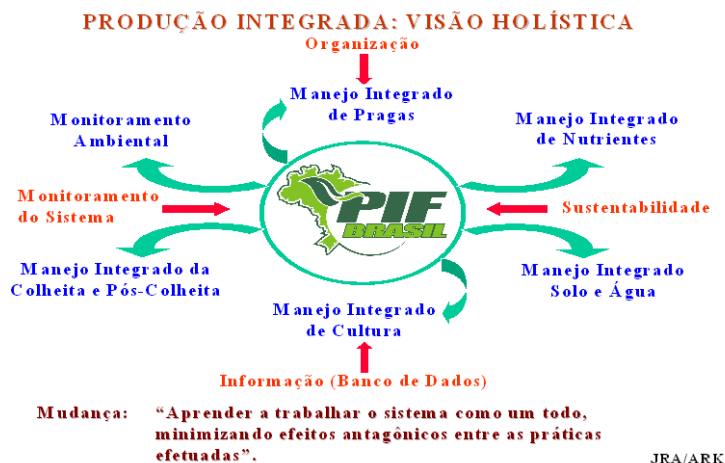 PRODUÇÃO INTEGRADA: VISÃO HOLÍSTICA
Organização
Manejo Integrado
de Pragas
Monitoramento
Ambiental
Manejo Integrado
de Nutrientes
Monitoramento
do Sistema
PIF
BRASIL
Sustentabilidade
Manejo Integrado da
Colheita e Pós-Colheita
Manejo Integrado
Solo e Água
Manejo Integrado
de Cultura
Informação (Banco de Dados)
Mudança: “Aprender a trabalhar o sistema como um todo,
minimizando efeitos antagônicos entre as práticas
efetuadas”.
JRA/ARK